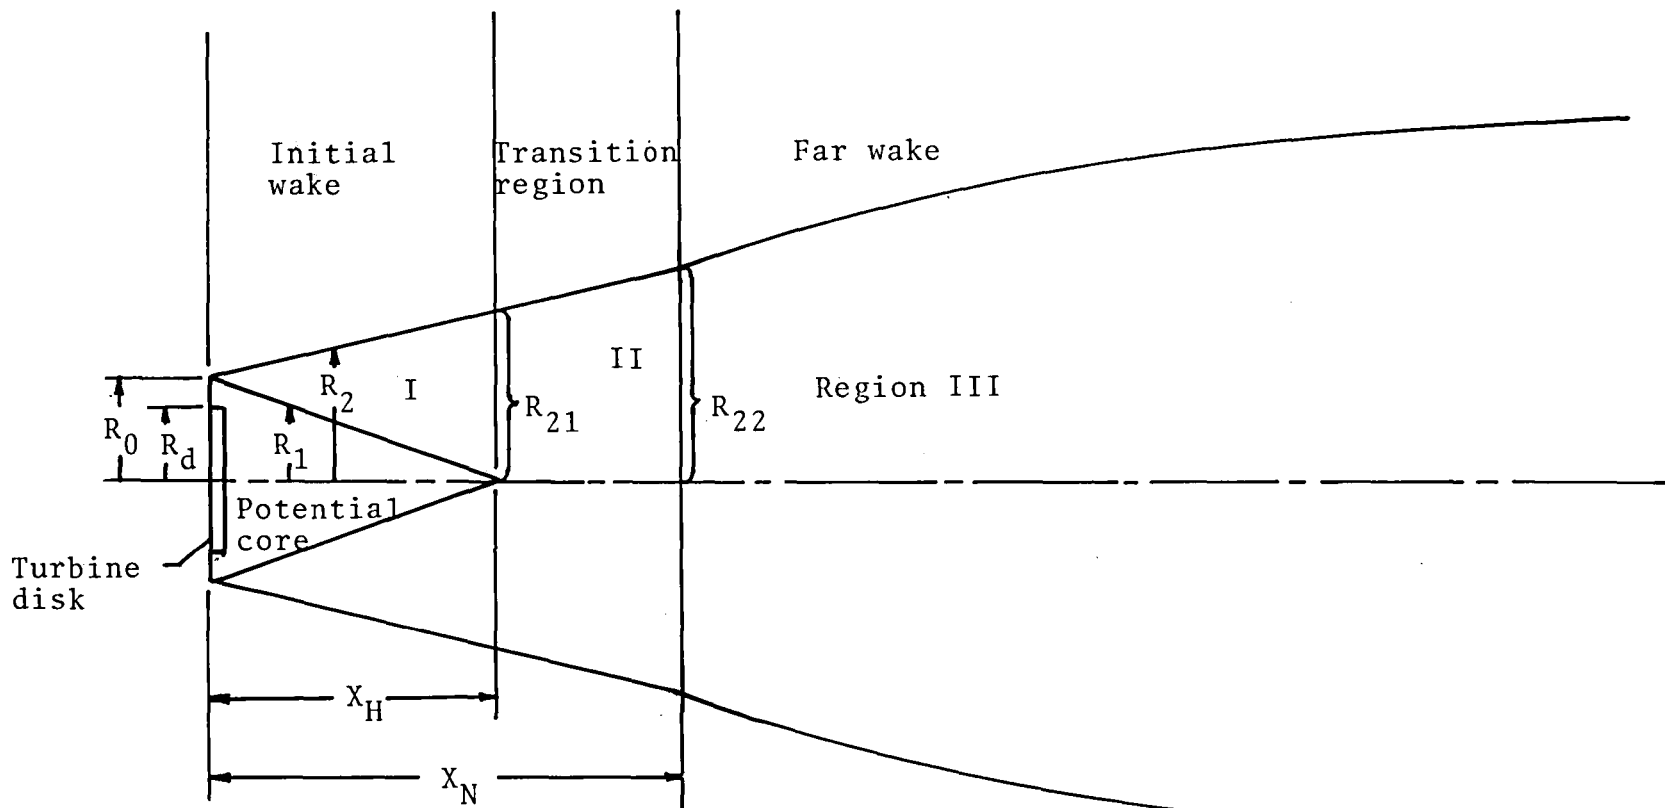 Initial
wake
Transition
region
Far wake
R0
Rd
R1
R2
I
R21
II
R22
Region III
Potential
core
Turbine
disk
XH
XN